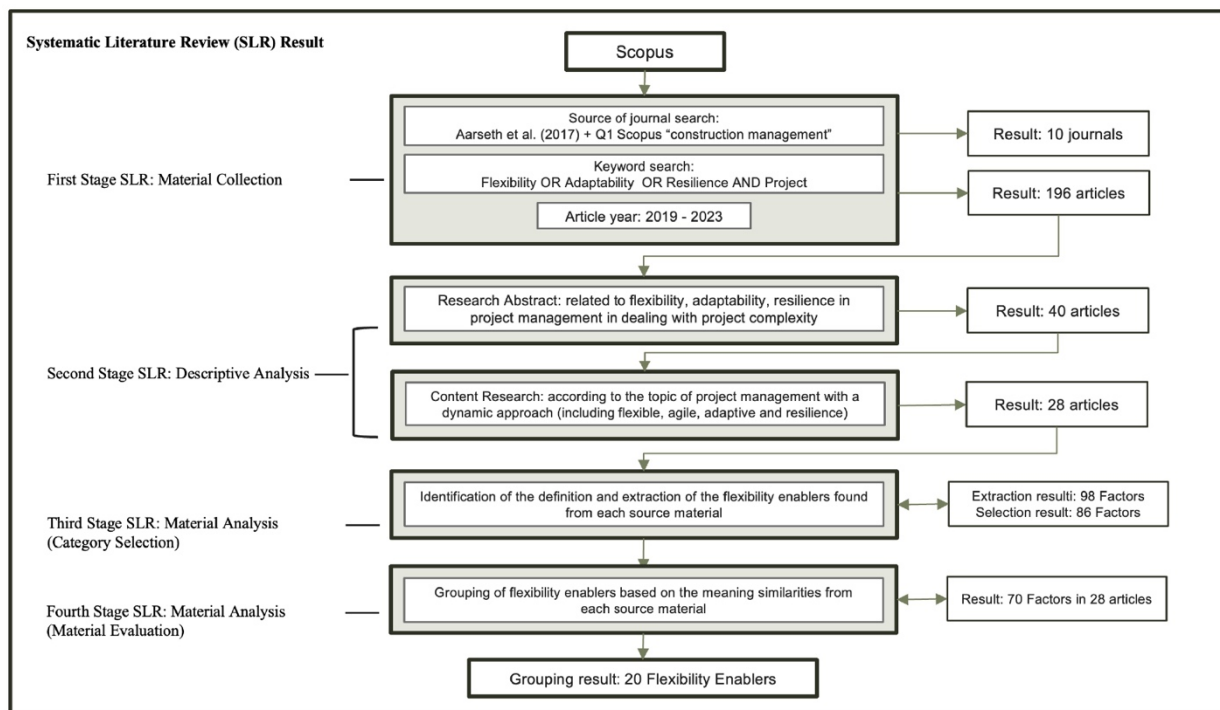 Systematic Literature Review (SLR) Result
Scopus
First Stage SLR: Material Collection
Source of journal search:
Aarseth et al. (2017) + Q1 Scopus “construction management”
Result: 10 journals
Keyword search:
Flexibility OR Adaptability OR Resilience AND Project
Result: 196 articles
Article year: 2019 - 2023
Second Stage SLR: Descriptive Analysis
Research Abstract: related to flexibility, adaptability, resilience in
project management in dealing with project complexity
Result: 40 articles
Content Research: according to the topic of project management with a
dynamic approach (including flexible, agile, adaptive and resilience)
Result: 28 articles
Third Stage SLR: Material Analysis
(Category Selection)
Identification of the definition and extraction of the flexibility enablers found
from each source material
Extraction resulti: 98 Factors
Selection result: 86 Factors
Fourth Stage SLR: Material Analysis
(Material Evaluation)
Grouping of flexibility enablers based on the meaning similarities from
each source material
Result: 70 Factors in 28 articles
Grouping result: 20 Flexibility Enablers